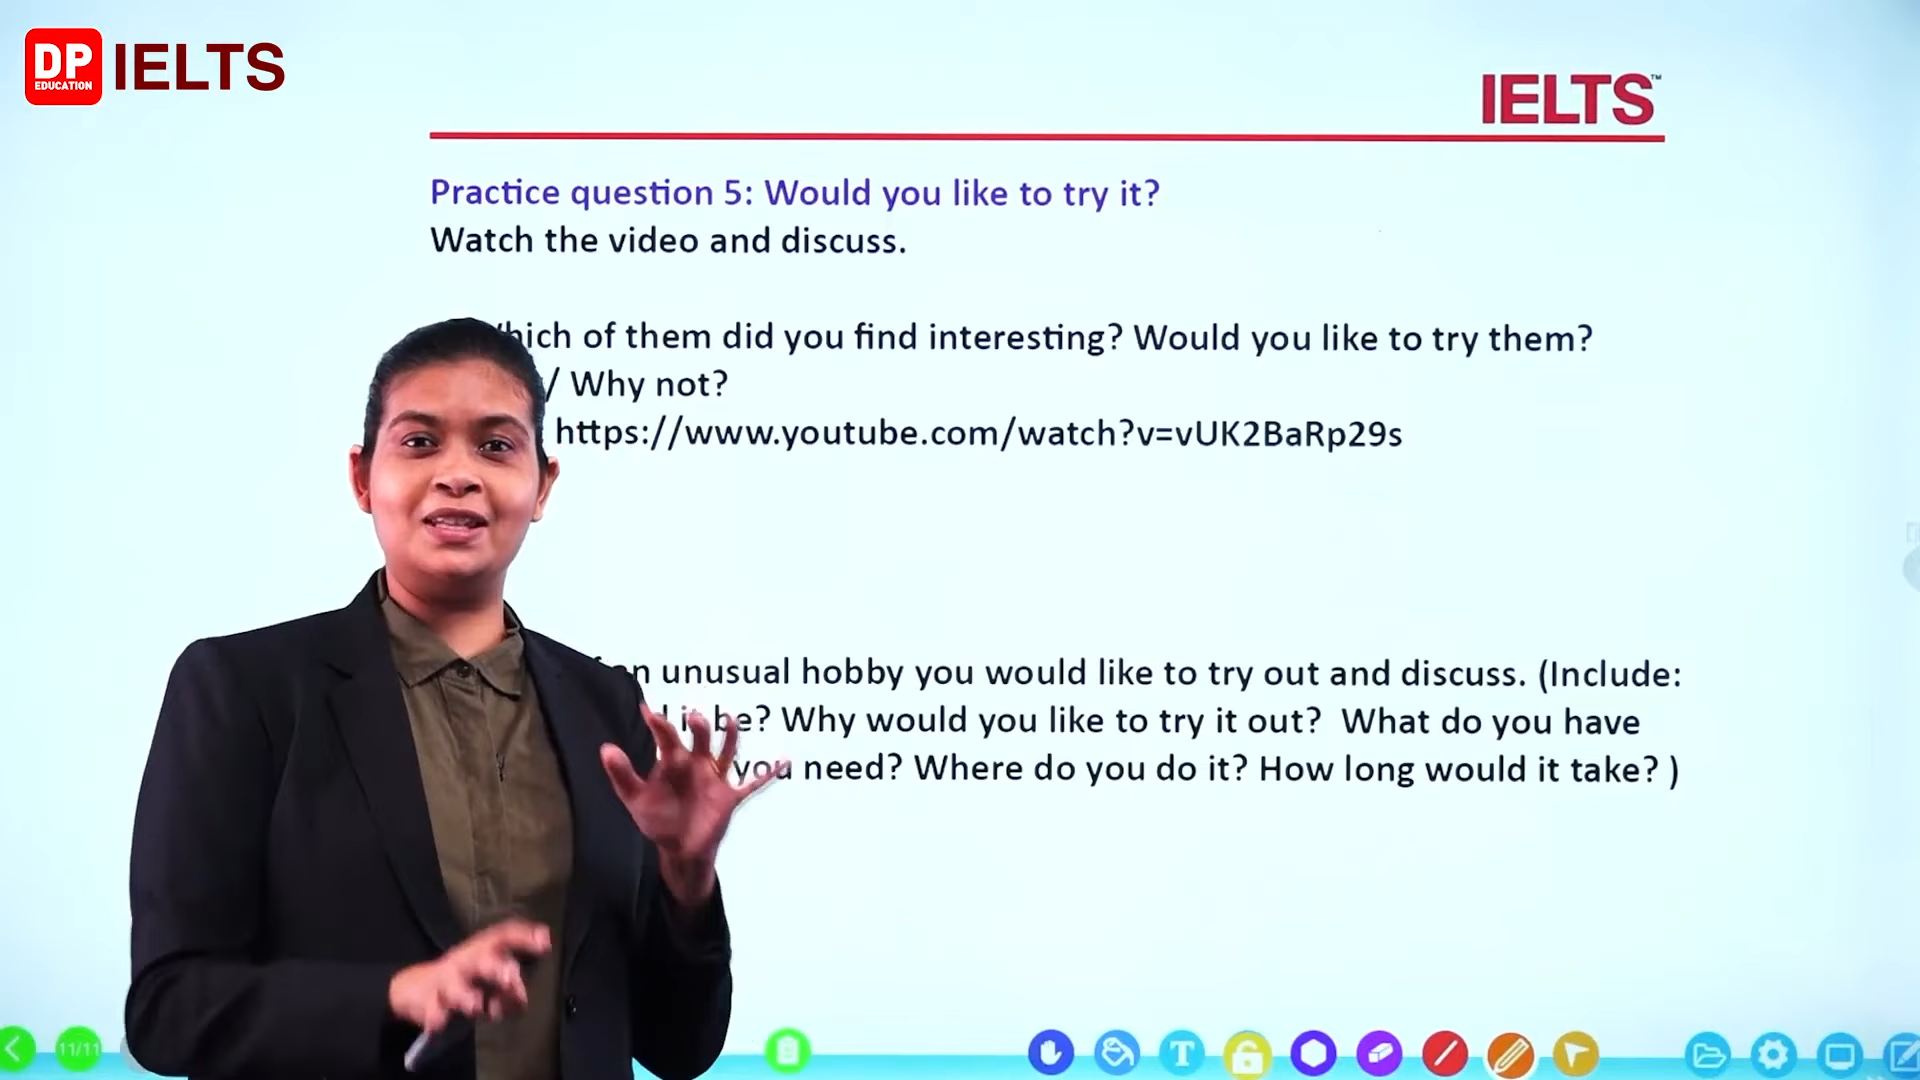 DP
EDUCATION
IELTS
IELTS™
Practice question 5: Would you like to try it?
Watch the video and discuss.
of them did you find interesting? Would you like to try them?
/ Why not?
https://www.youtube.com/watch?v=vUK2BaRp29s
unusual hobby you would like to try out and discuss. (Include:
it be? Why would you like to try it out? What do you have
you need? Where do you do it? How long would it take? )
11/11
T